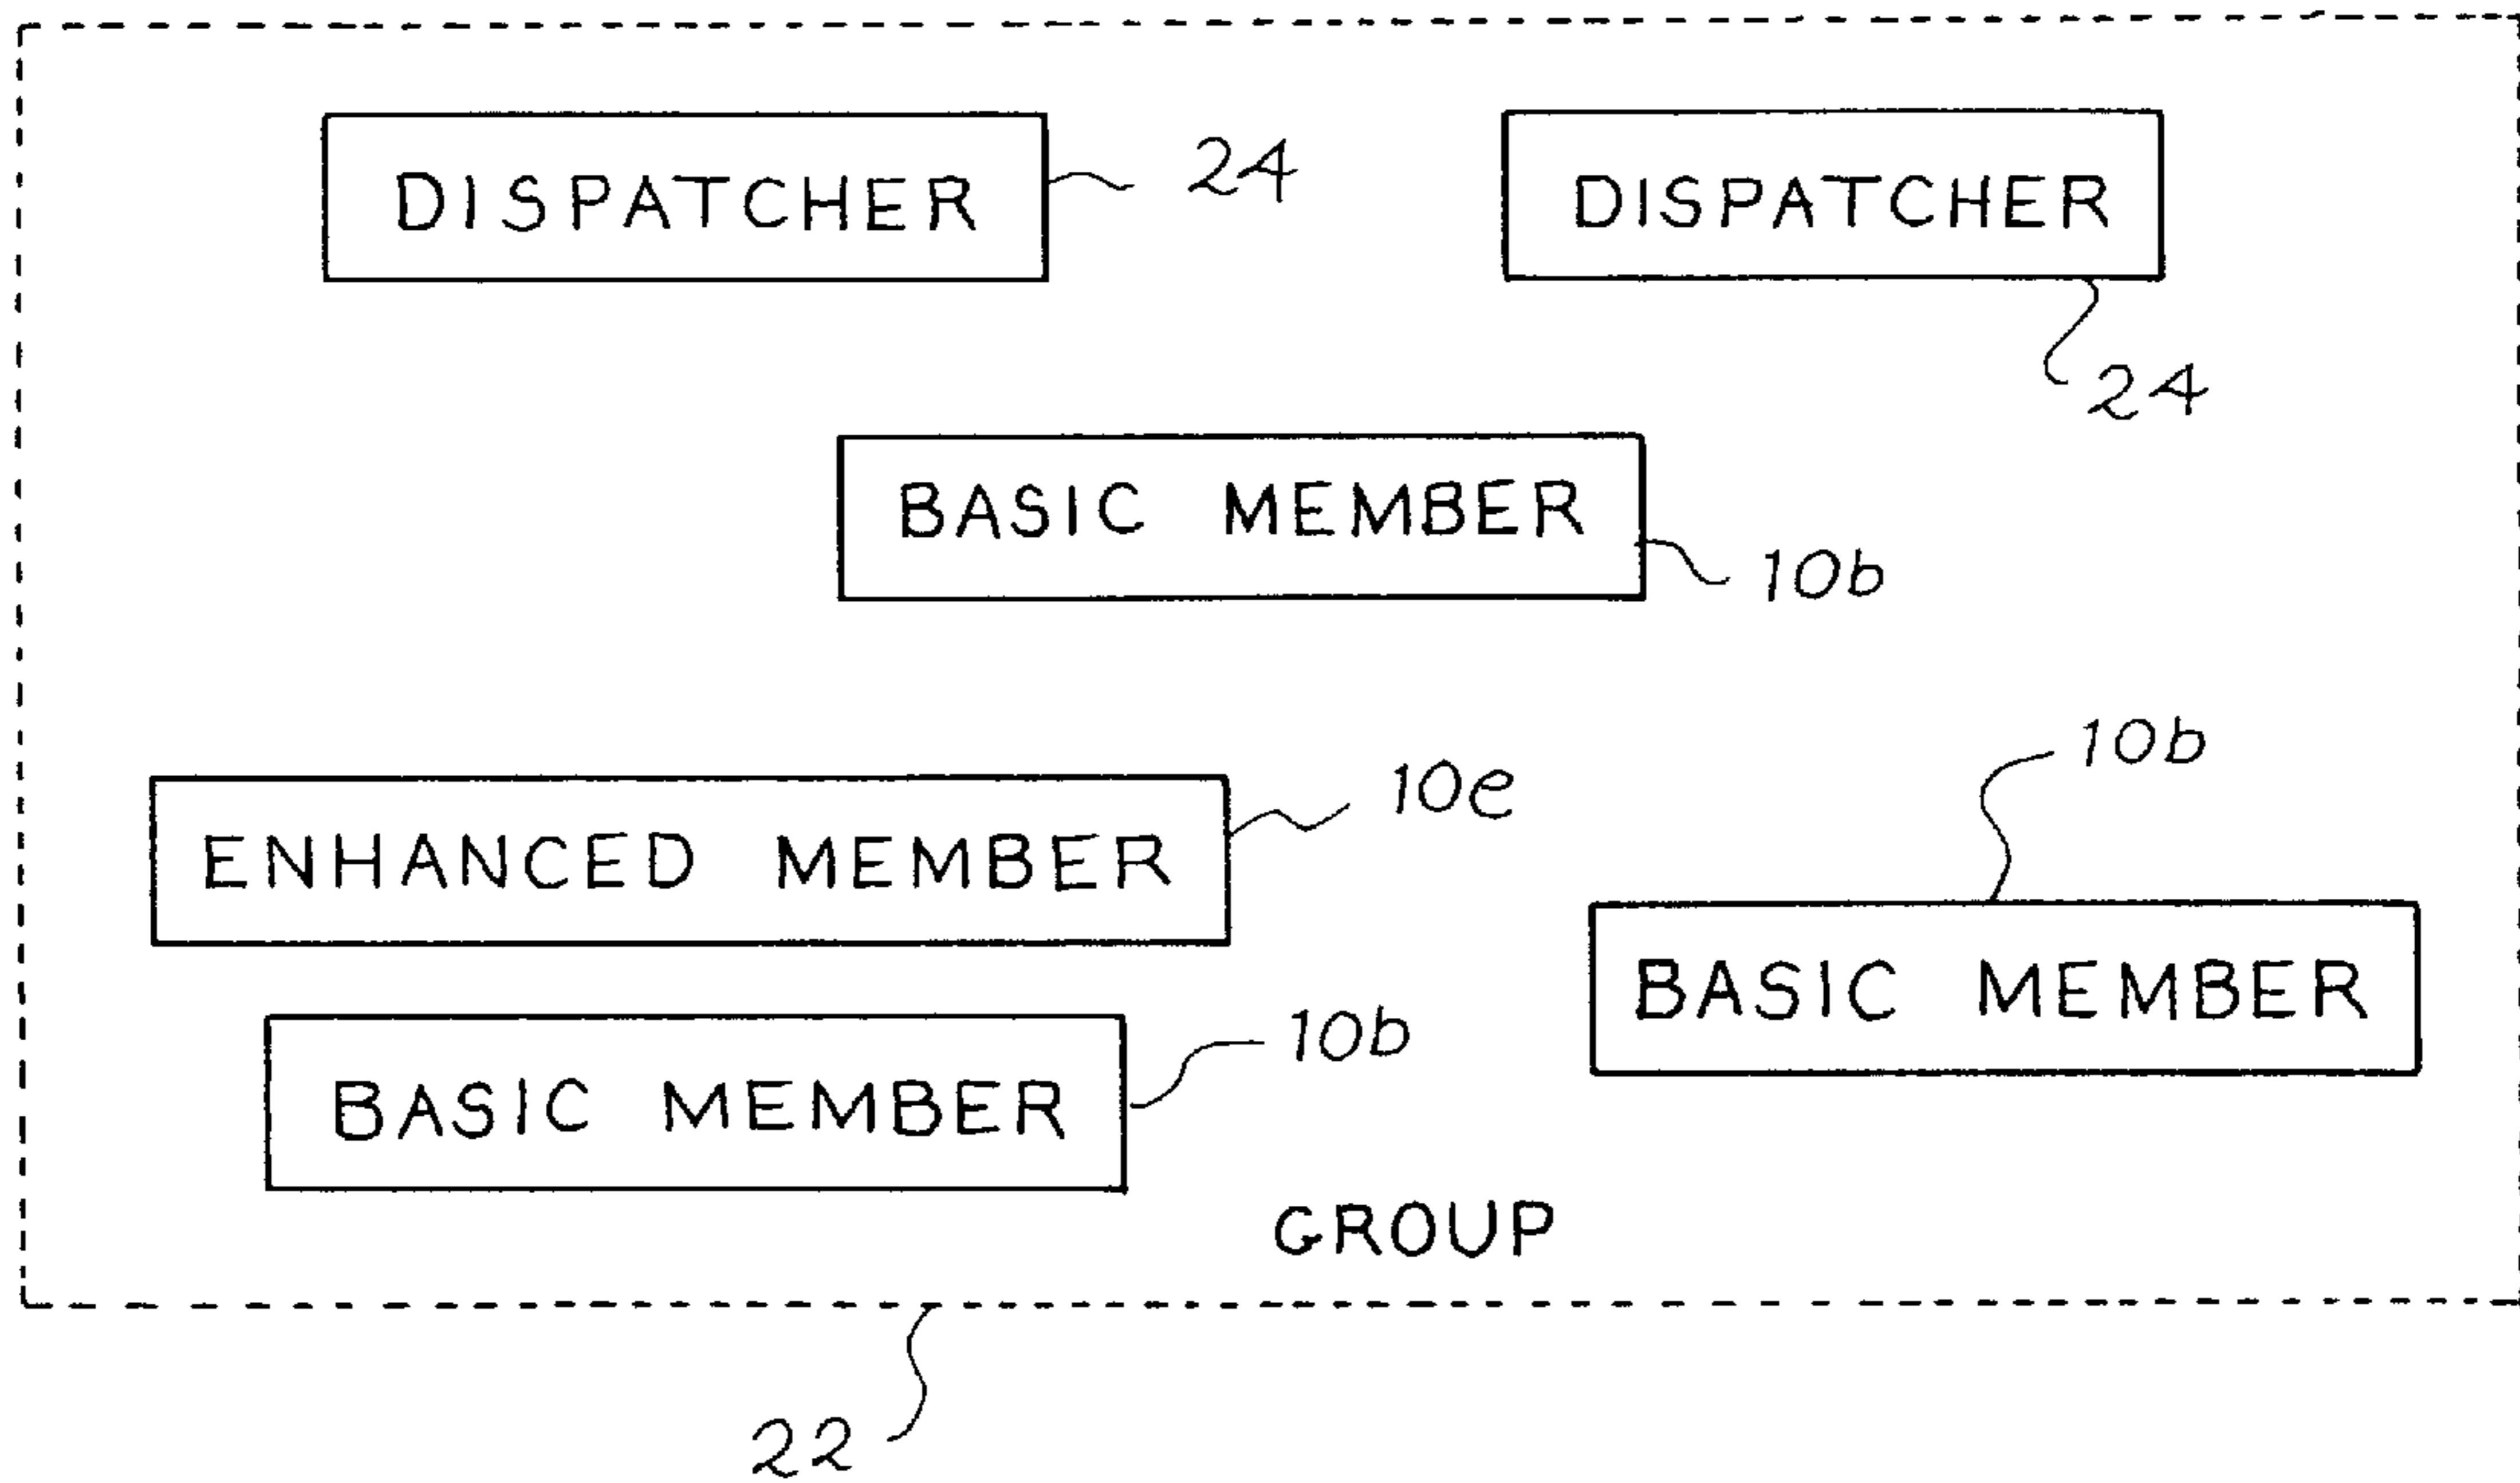 DISPATCHER
24
DISPATCHER
24
BASIC MEMBER
10b
ENHANCED MEMBER
10e
10b
BASIC MEMBER
BASIC MEMBER
10b
GROUP
22